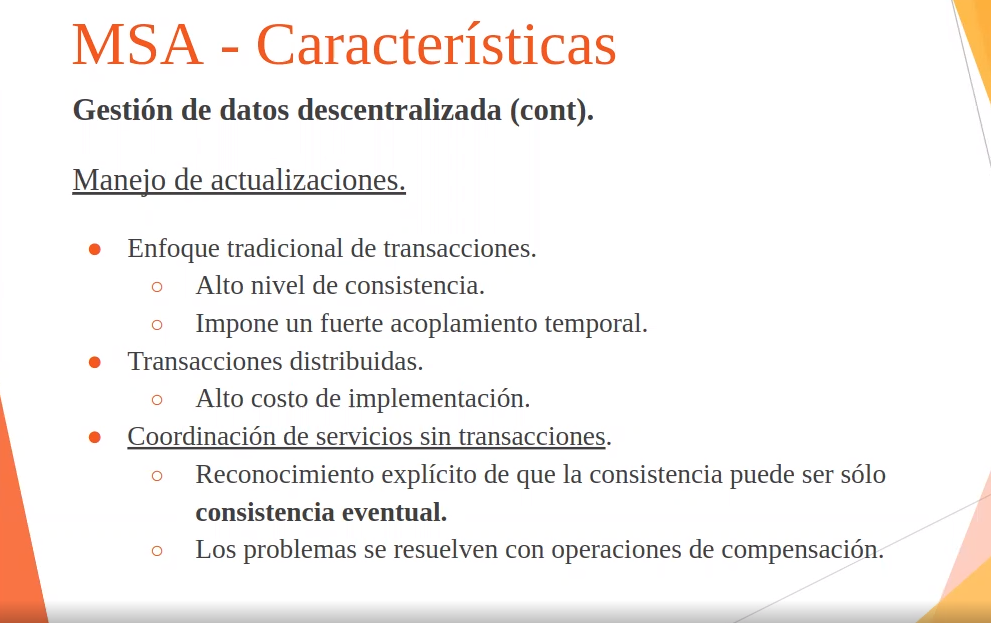 MSA - Características
Gestión de datos descentralizada (cont).
Manejo de actualizaciones.
● Enfoque tradicional de transacciones.
○ Alto nivel de consistencia.
○ Impone un fuerte acoplamiento temporal.
● Transacciones distribuidas.
○ Alto costo de implementación.
● Coordinación de servicios sin transacciones.
○ Reconocimiento explícito de que la consistencia puede ser sólo
consistencia eventual.
○ Los problemas se resuelven con operaciones de compensación.